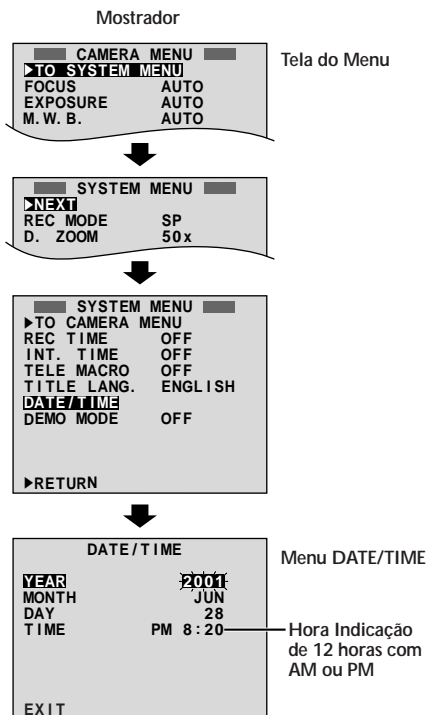 Mostrador
CAMERA MENU
▶TO SYSTEM MENU
FOCUS AUTO
EXPOSURE AUTO
M.W.B. AUTO
Tela do Menu
SYSTEM MENU
▶NEXT
REC MODE SP
D. ZOOM 50x
SYSTEM MENU
▶TO CAMERA MENU
REC TIME OFF
INT. TIME OFF
TELE MACRO OFF
TITLE LANG. ENGLISH
DATE/TIME
DEMO MODE OFF
▶RETURN
DATE/TIME
Menu DATE/TIME
YEAR 2001
MONTH JUN
DAY 28
TIME PM 8:20
Hora Indicação
de 12 horas com
AM ou PM
EXIT